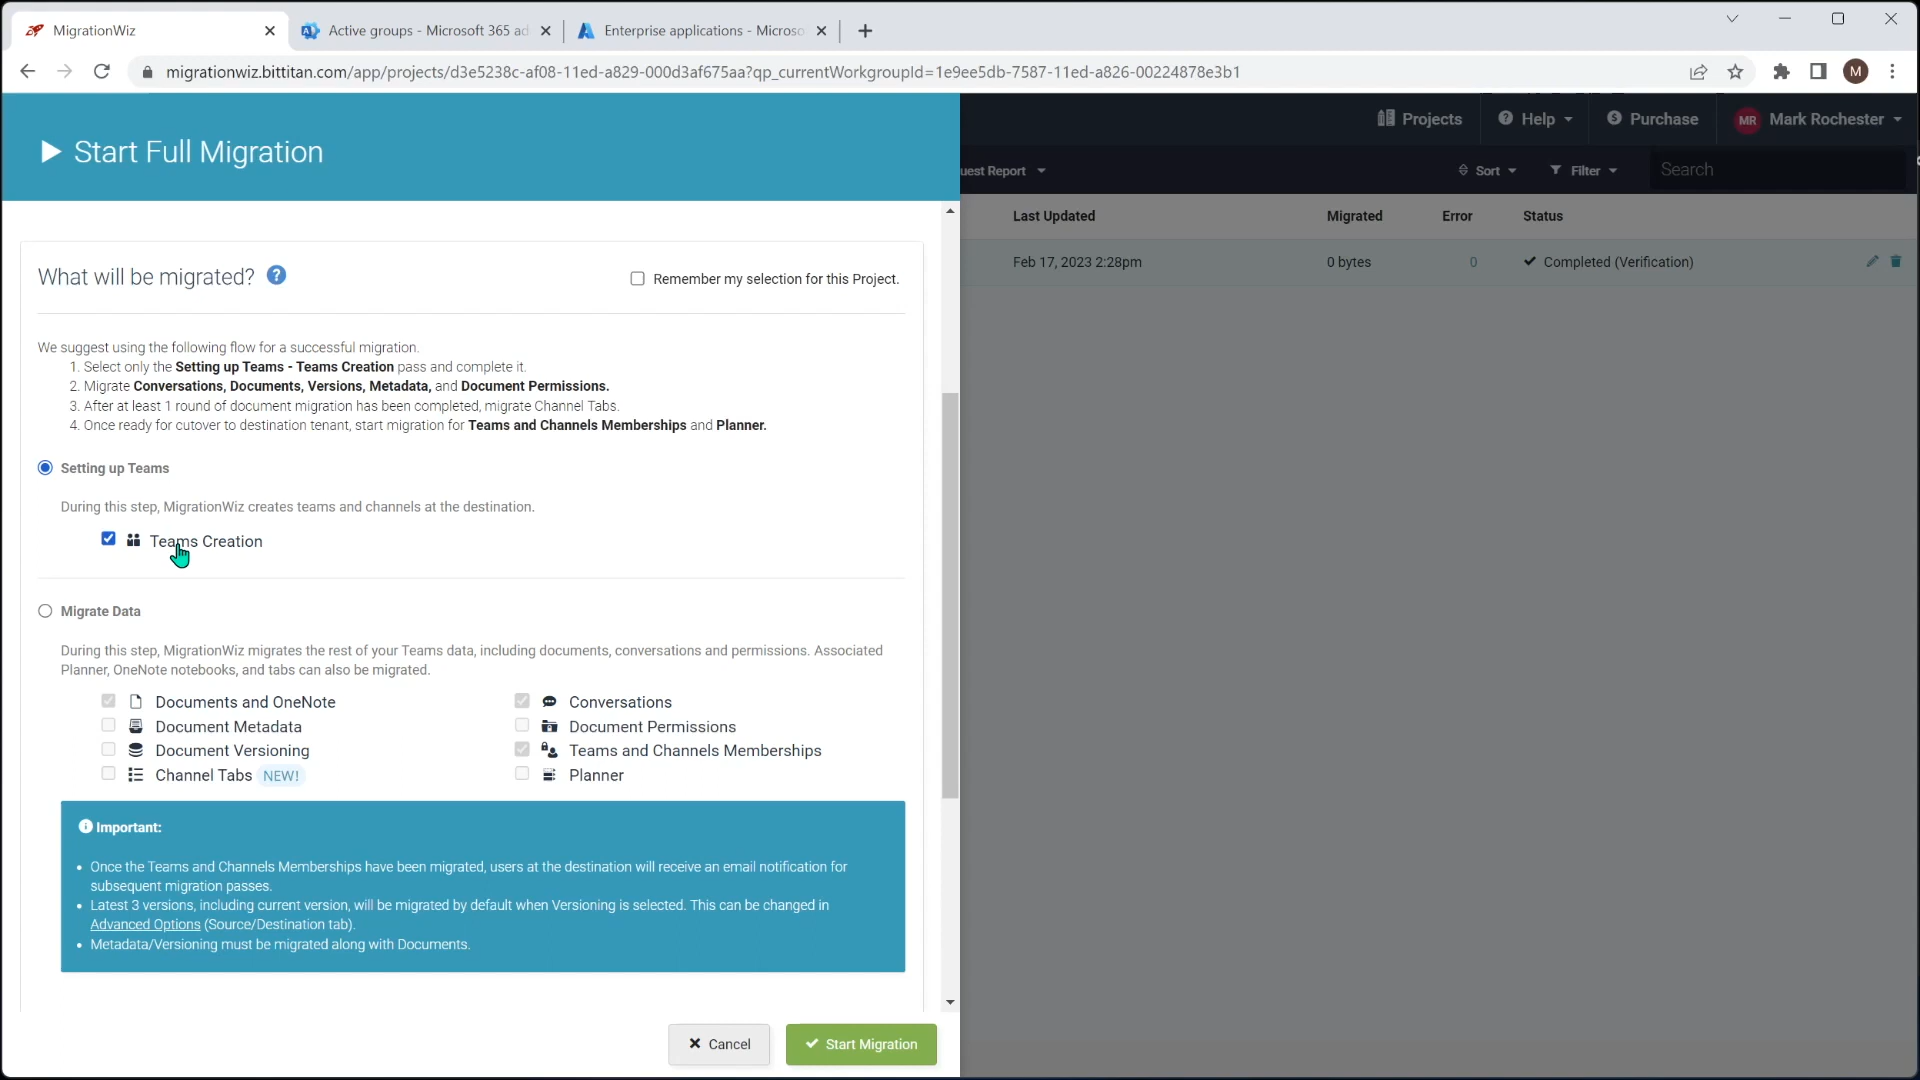 MigrationWiz
Active groups - Microsoft 365 ad
Enterprise applications - Microso
migrationwiz.bittitan.com/app/projects/d3e5238c-af08-11ed-a829-000d3af675aa?qp_currentWorkgroupId=1e9ee5db-7587-11ed-a826-00224878e3b1
M
Start Full Migration
Projects
Help
Purchase
MR
Mark Rochester
uest Report
Sort
Filter
Search
Last Updated
Migrated
Error
Status
Feb 17, 2023 2:28pm
0 bytes
0
Completed (Verification)
What will be migrated?
Remember my selection for this Project.
We suggest using the following flow for a successful migration.
1. Select only the Setting up Teams - Teams Creation pass and complete it.
2. Migrate Conversations, Documents, Versions, Metadata, and Document Permissions.
3. After at least 1 round of document migration has been completed, migrate Channel Tabs.
4. Once ready for cutover to destination tenant, start migration for Teams and Channels Memberships and Planner.
Setting up Teams
During this step, MigrationWiz creates teams and channels at the destination.
Teams Creation
Migrate Data
During this step, MigrationWiz migrates the rest of your Teams data, including documents, conversations and permissions. Associated
Planner, OneNote notebooks, and tabs can also be migrated.
Documents and OneNote
Conversations
Document Metadata
Document Permissions
Document Versioning
Teams and Channels Memberships
Channel Tabs NEW!
Planner
Important:
• Once the Teams and Channels Memberships have been migrated, users at the destination will receive an email notification for
subsequent migration passes.
• Latest 3 versions, including current version, will be migrated by default when Versioning is selected. This can be changed in
Advanced Options (Source/Destination tab).
• Metadata/Versioning must be migrated along with Documents.
Cancel
Start Migration